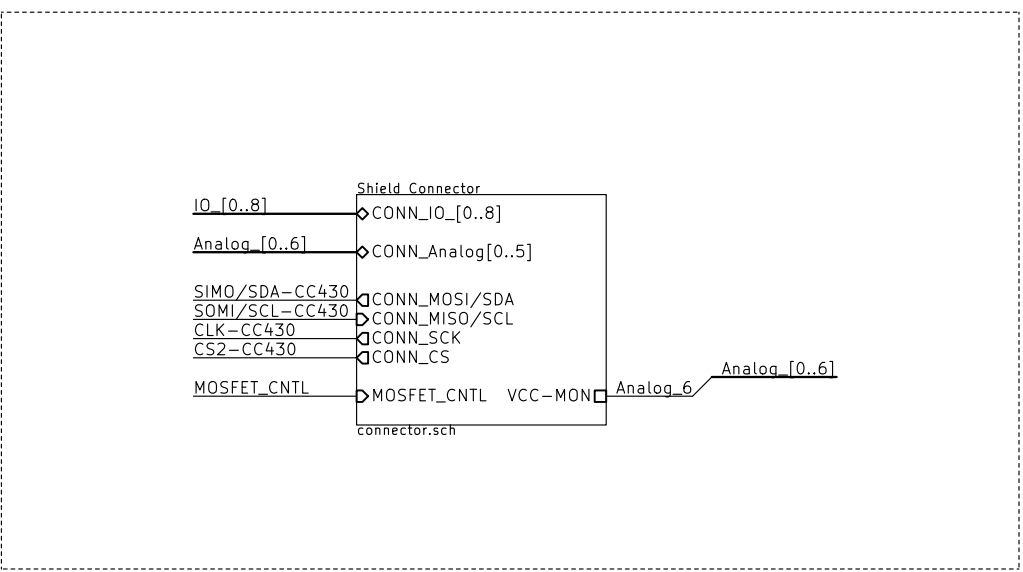 Shield Connector
IO_[0..8]
CONN_IO_[0..8]
Analog_[0..6]
CONN_Analog[0..5]
SIMO/SDA-CC430
CONN_MOSI/SDA
SOMI/SCL-CC430
CONN_MISO/SCL
CLK-CC430
CONN_SCK
CS2-CC430
CONN_CS
MOSFET_CNTL
MOSFET_CNTL
VCC-MON
Analog_6
Analog_[0..6]
connector.sch